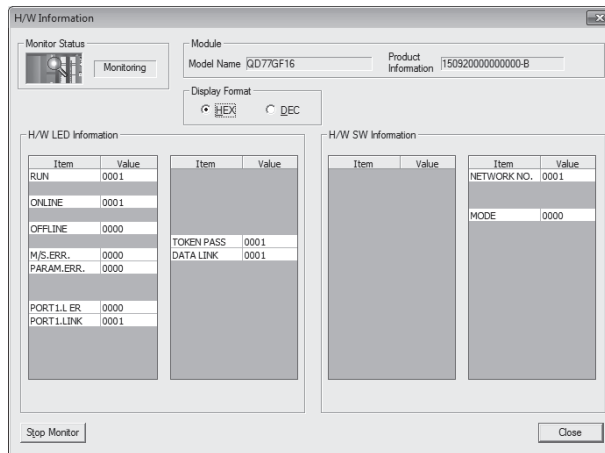 H/W Information
Monitor Status
Monitoring
Module
Model Name QD77GF16
Product Information 150920000000000-B
Display Format
HEX DEC
H/W LED Information
Item Value
RUN 0001
ONLINE 0001
OFFLINE 0000
M/S.ERR. 0000
PARAM.ERR. 0000
PORT1.L ER 0000
PORT1.LINK 0001
Item Value
TOKEN PASS 0001
DATA LINK 0001
H/W SW Information
Item Value
Item Value
NETWORK NO. 0001
MODE 0000
Stop Monitor
Close